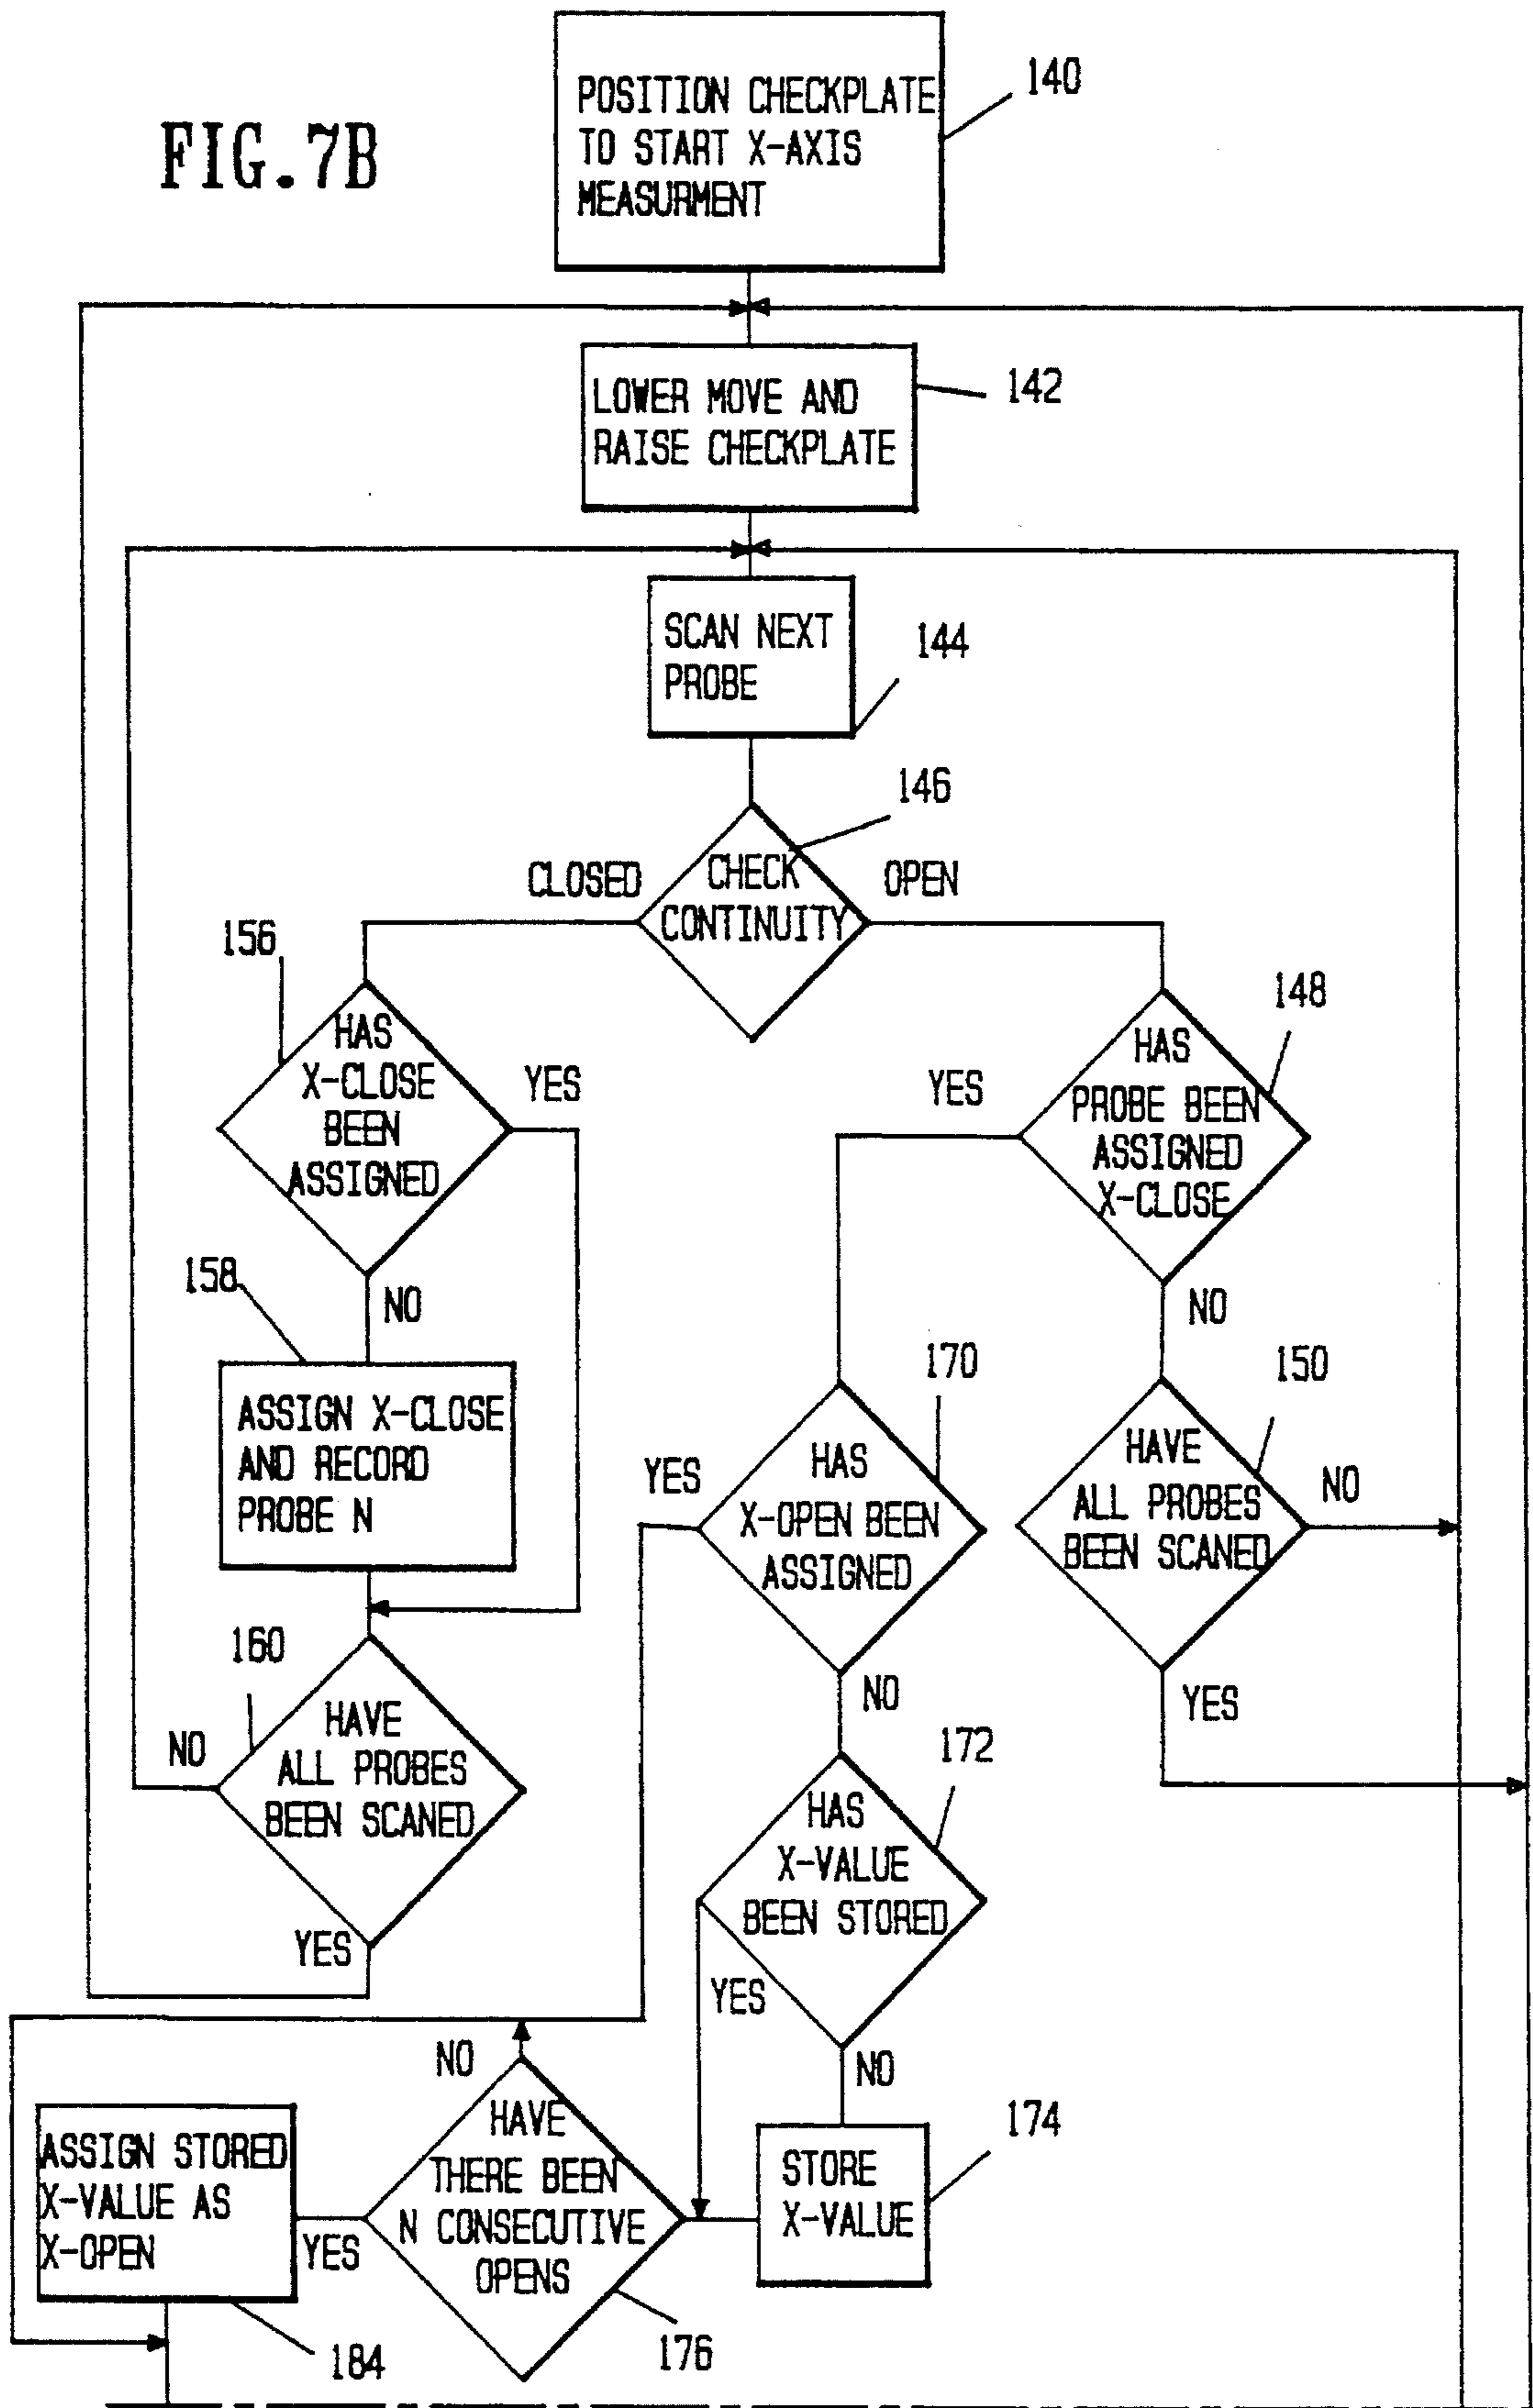 FIG.7B
POSITION CHECKPLATE
TO START X-AXIS
MEASURMENT
140
LOWER MOVE AND
RAISE CHECKPLATE
142
SCAN NEXT
PROBE
144
146
CHECK
CONTINUITY
CLOSED
OPEN
156
HAS
X-CLOSE
BEEN
ASSIGNED
YES
NO
148
HAS
PROBE BEEN
ASSIGNED
X-CLOSE
YES
NO
158
ASSIGN X-CLOSE
AND RECORD
PROBE N
170
HAS
X-OPEN BEEN
ASSIGNED
YES
NO
150
HAVE
ALL PROBES
BEEN SCANED
NO
YES
160
HAVE
ALL PROBES
BEEN SCANED
NO
YES
172
HAS
X-VALUE
BEEN STORED
YES
NO
174
STORE
X-VALUE
HAVE
THERE BEEN
N CONSECUTIVE
OPENS
NO
YES
176
ASSIGN STORED
X-VALUE AS
X-OPEN
184